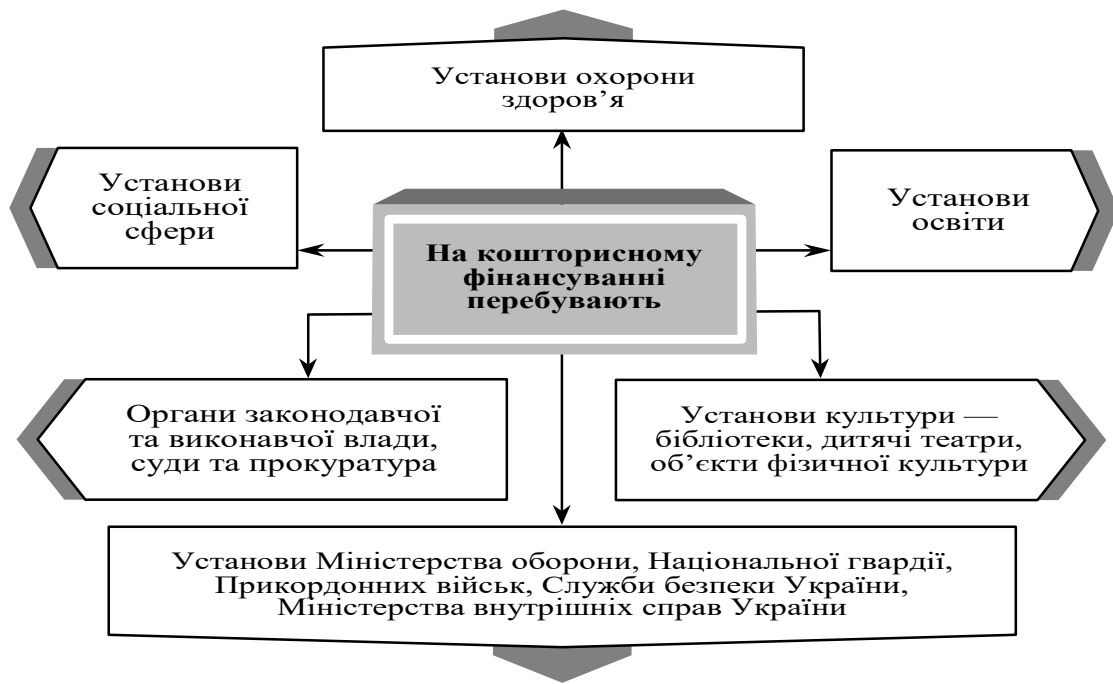 Установи охорони
здоров’я
Установи
соціальної
сфери
На кошторисному
фінансуванні
перебувають
Установи
освіти
Органи законодавчої
та виконавчої влади,
суди та прокуратура
Установи культури —
бібліотеки, дитячі театри,
об’єкти фізичної культури
Установи Міністерства оборони, Національної гвардії,
Прикордонних військ, Служби безпеки України,
Міністерства внутрішніх справ України